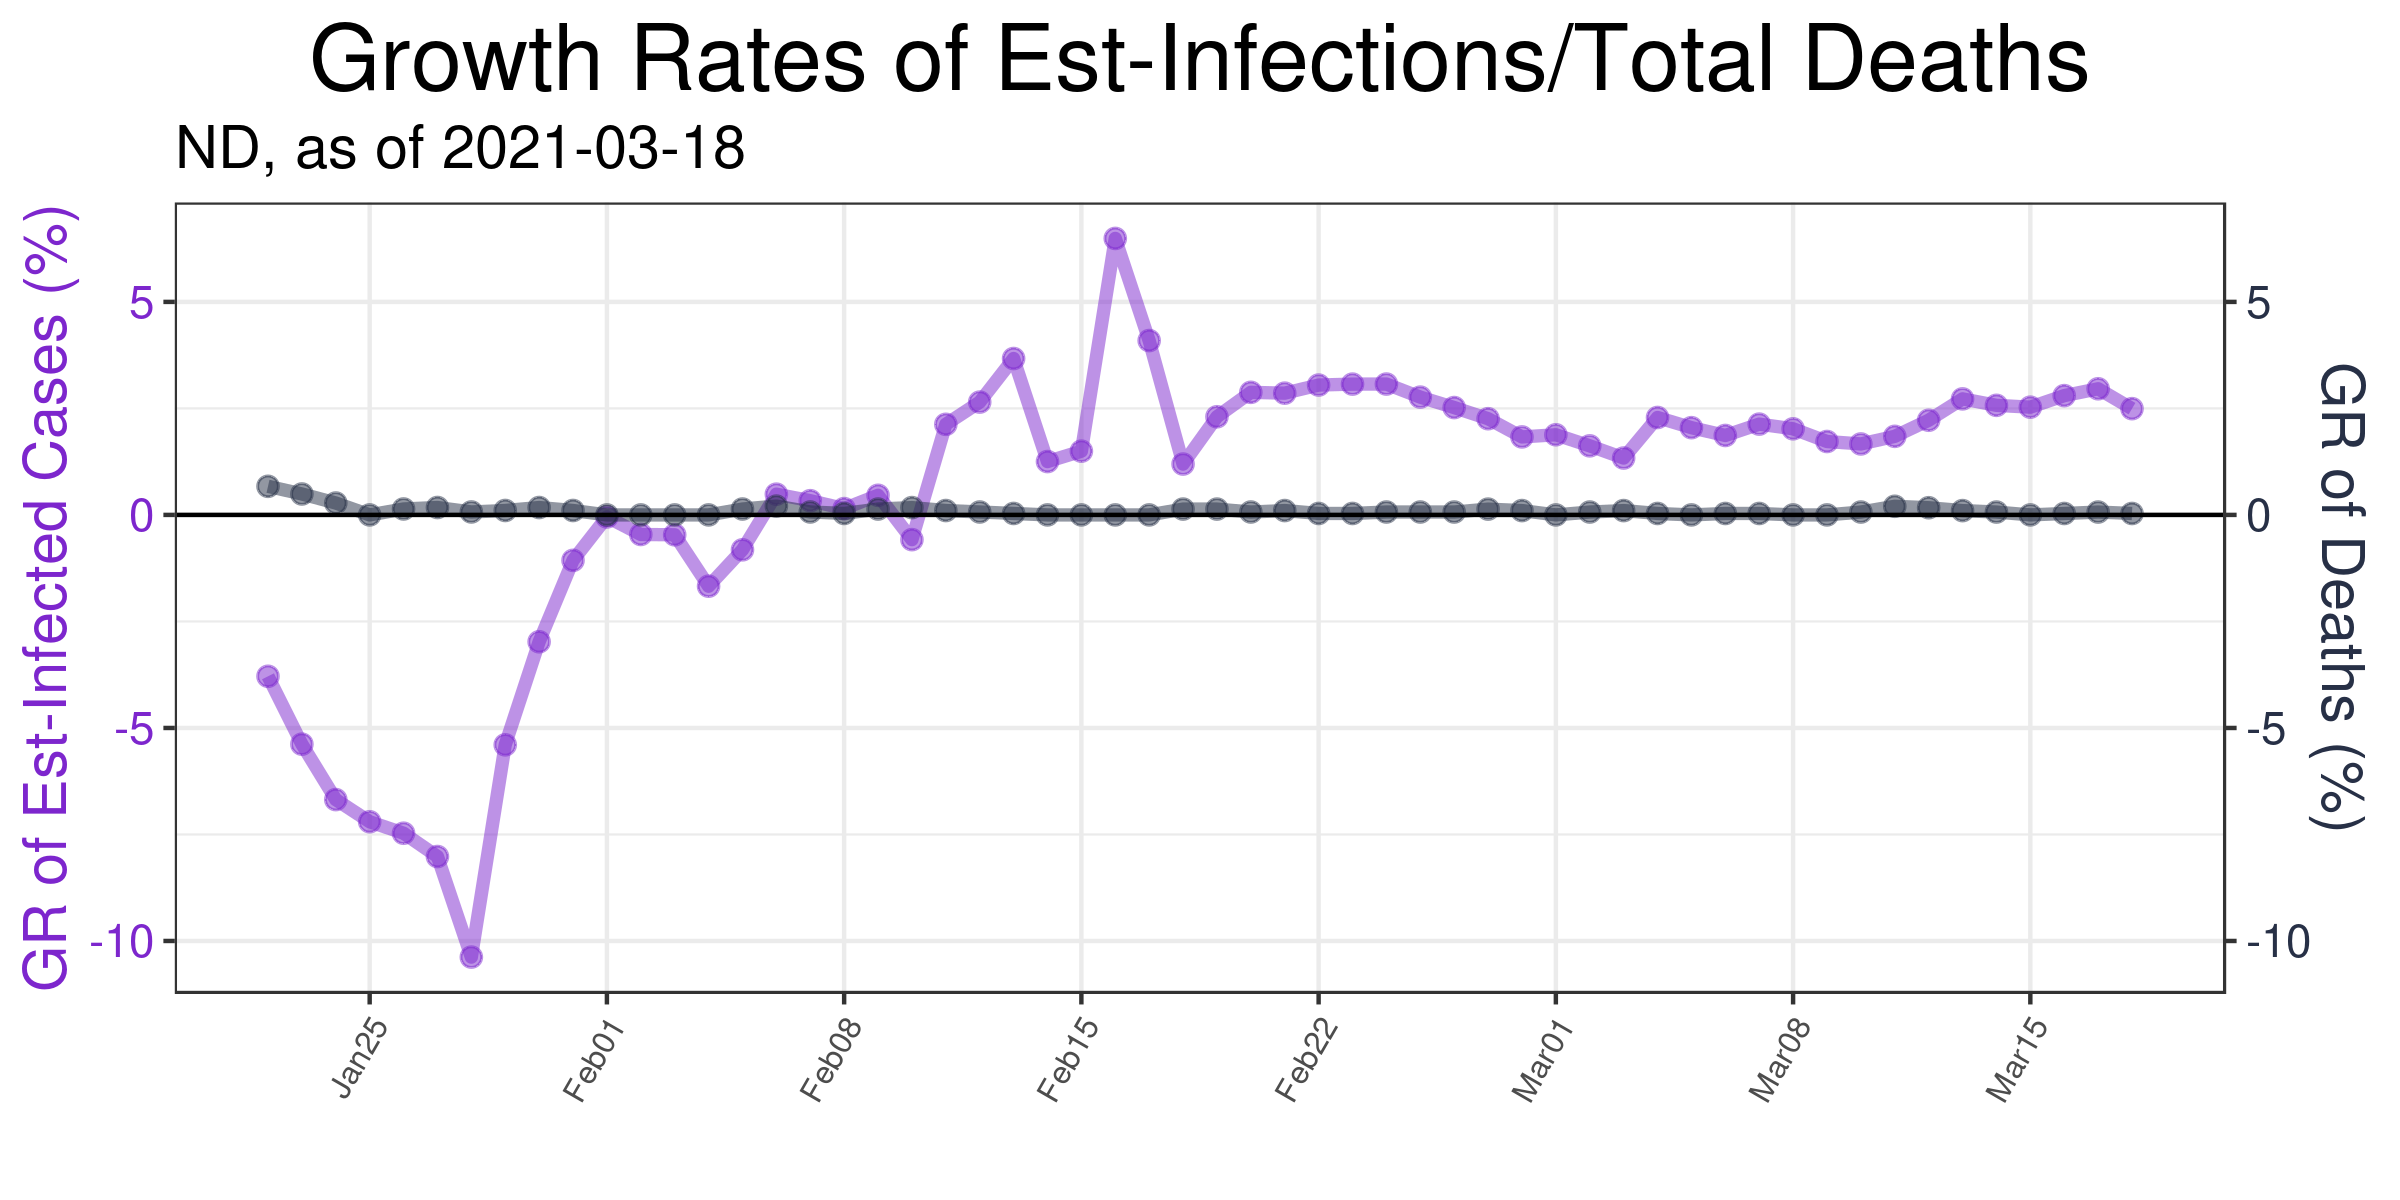 Growth Rates of Est-Infections/Total Deaths
ND, as of 2021-03-18
GR of Est-Infected Cases (%)
5
0
-5
-10
5
0
-5
-10
GR of Deaths (%)
Jan25
Feb01
Feb08
Feb15
Feb22
Mar01
Mar08
Mar15